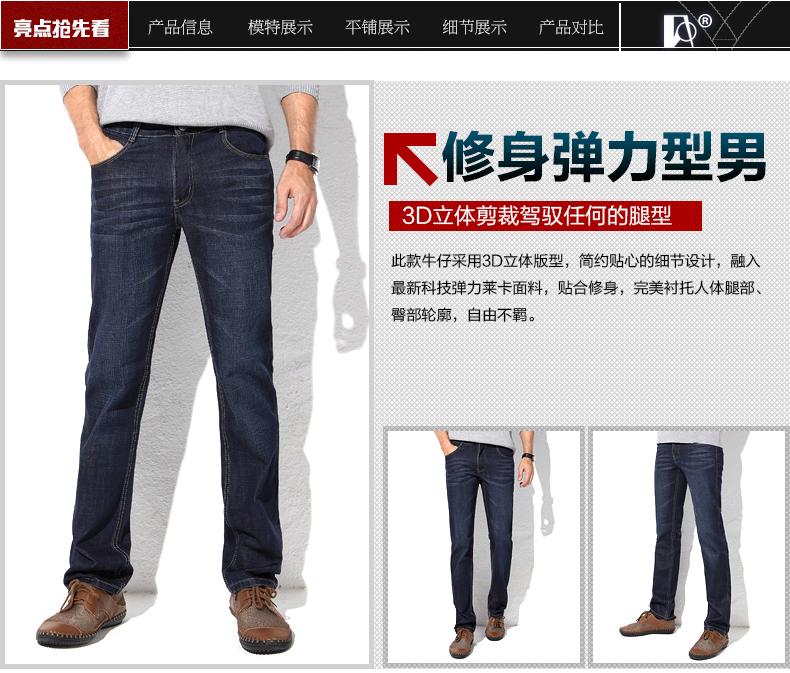 亮点抢先看 产品信息 模特展示 平铺展示 细节展示 产品对比 ®
修身弹力型男
3D立体剪裁驾驭任何的腿型
此款牛仔采用3D立体版型，简约贴心的细节设计，融入
最新科技弹力莱卡面料，贴合修身，完美衬托人体腿部、
臀部轮廓，自由不羁。